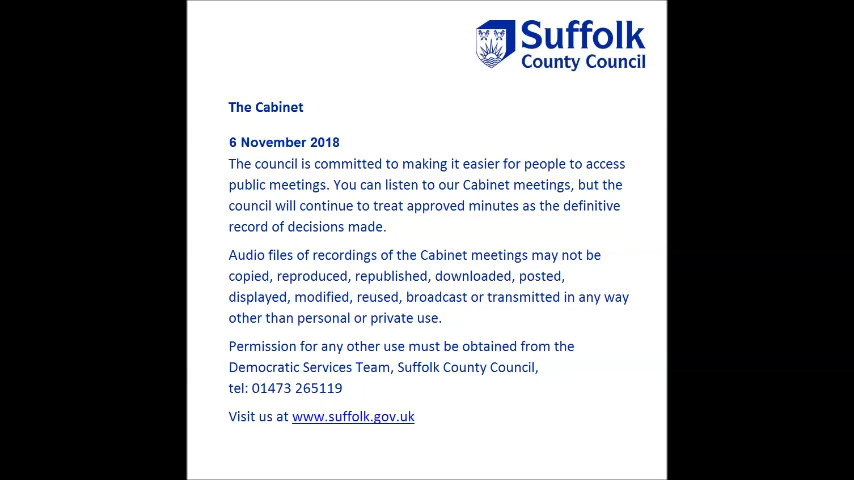 Suffolk
County Council
The Cabinet
6 November 2018
The council is committed to making it easier for people to access
public meetings. You can listen to our Cabinet meetings, but the
council will continue to treat approved minutes as the definitive
record of decisions made.
Audio files of recordings of the Cabinet meetings may not be
copied, reproduced, republished, downloaded, posted,
displayed, modified, reused, broadcast or transmitted in any way
other than personal or private use.
Permission for any other use must be obtained from the
Democratic Services Team, Suffolk County Council,
tel: 01473 265119
Visit us at www.suffolk.gov.uk